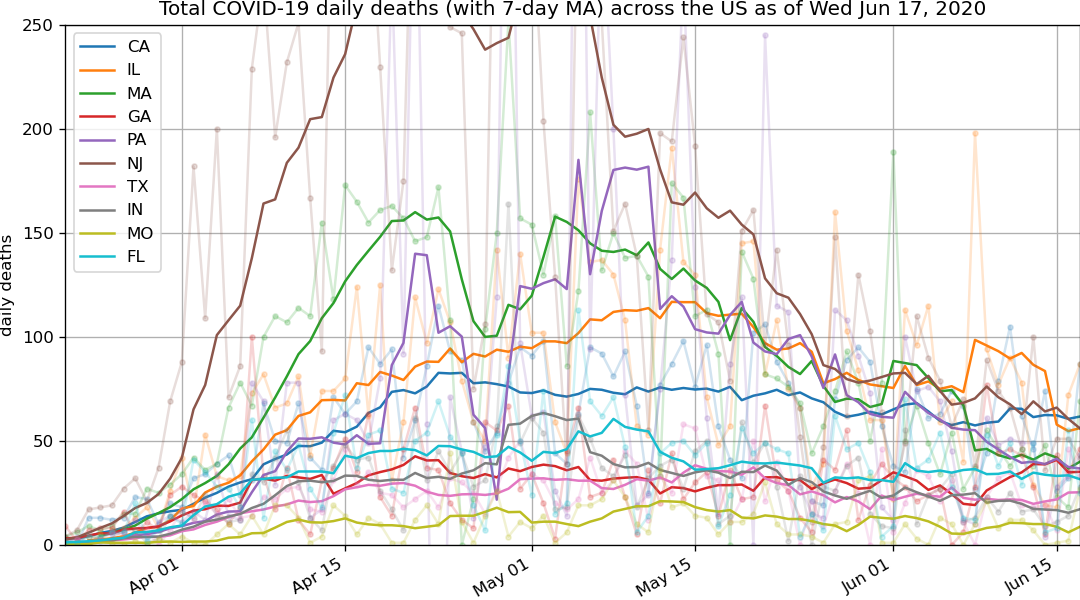 Total COVID-19 daily deaths (with 7-day MA) across the US as of Wed Jun 17, 2020
250
200
150
100
50
0
daily deaths
CA
IL
MA
GA
PA
NJ
TX
IN
MO
FL
Apr 01
Apr 15
May 01
May 15
Jun 01
Jun 15